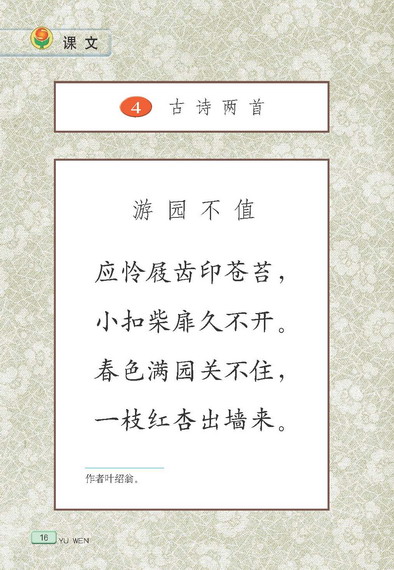 课文
4 古诗两首
游园不值
应怜屐齿印苍苔，
小扣柴扉久不开。
春色满园关不住，
一枝红杏出墙来。
作者叶绍翁。
16 YU WEN